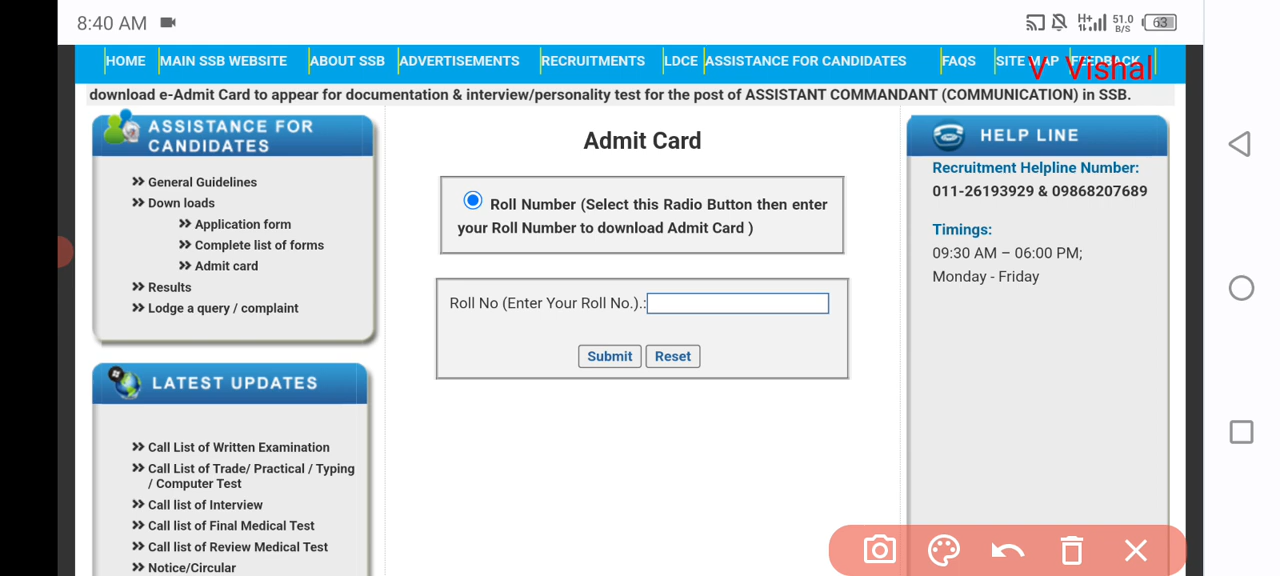 8:40 AM
H+
51.0
B/S
63
HOME MAIN SSB WEBSITE ABOUT SSB ADVERTISEMENTS RECRUITMENTS LDCE ASSISTANCE FOR CANDIDATES FAQS SITE MAP FEEDBACK
V Vishal
download e-Admit Card to appear for documentation & interview/personality test for the post of ASSISTANT COMMANDANT (COMMUNICATION) in SSB.
ASSISTANCE FOR
CANDIDATES
General Guidelines
Down loads
Application form
Complete list of forms
Admit card
Results
Lodge a query / complaint
LATEST UPDATES
Call List of Written Examination
Call List of Trade/ Practical / Typing
/ Computer Test
Call list of Interview
Call list of Final Medical Test
Call list of Review Medical Test
Notice/Circular
Admit Card
Roll Number (Select this Radio Button then enter
your Roll Number to download Admit Card )
Roll No (Enter Your Roll No.).:
Submit Reset
HELP LINE
Recruitment Helpline Number:
011-26193929 & 09868207689
Timings:
09:30 AM – 06:00 PM;
Monday - Friday